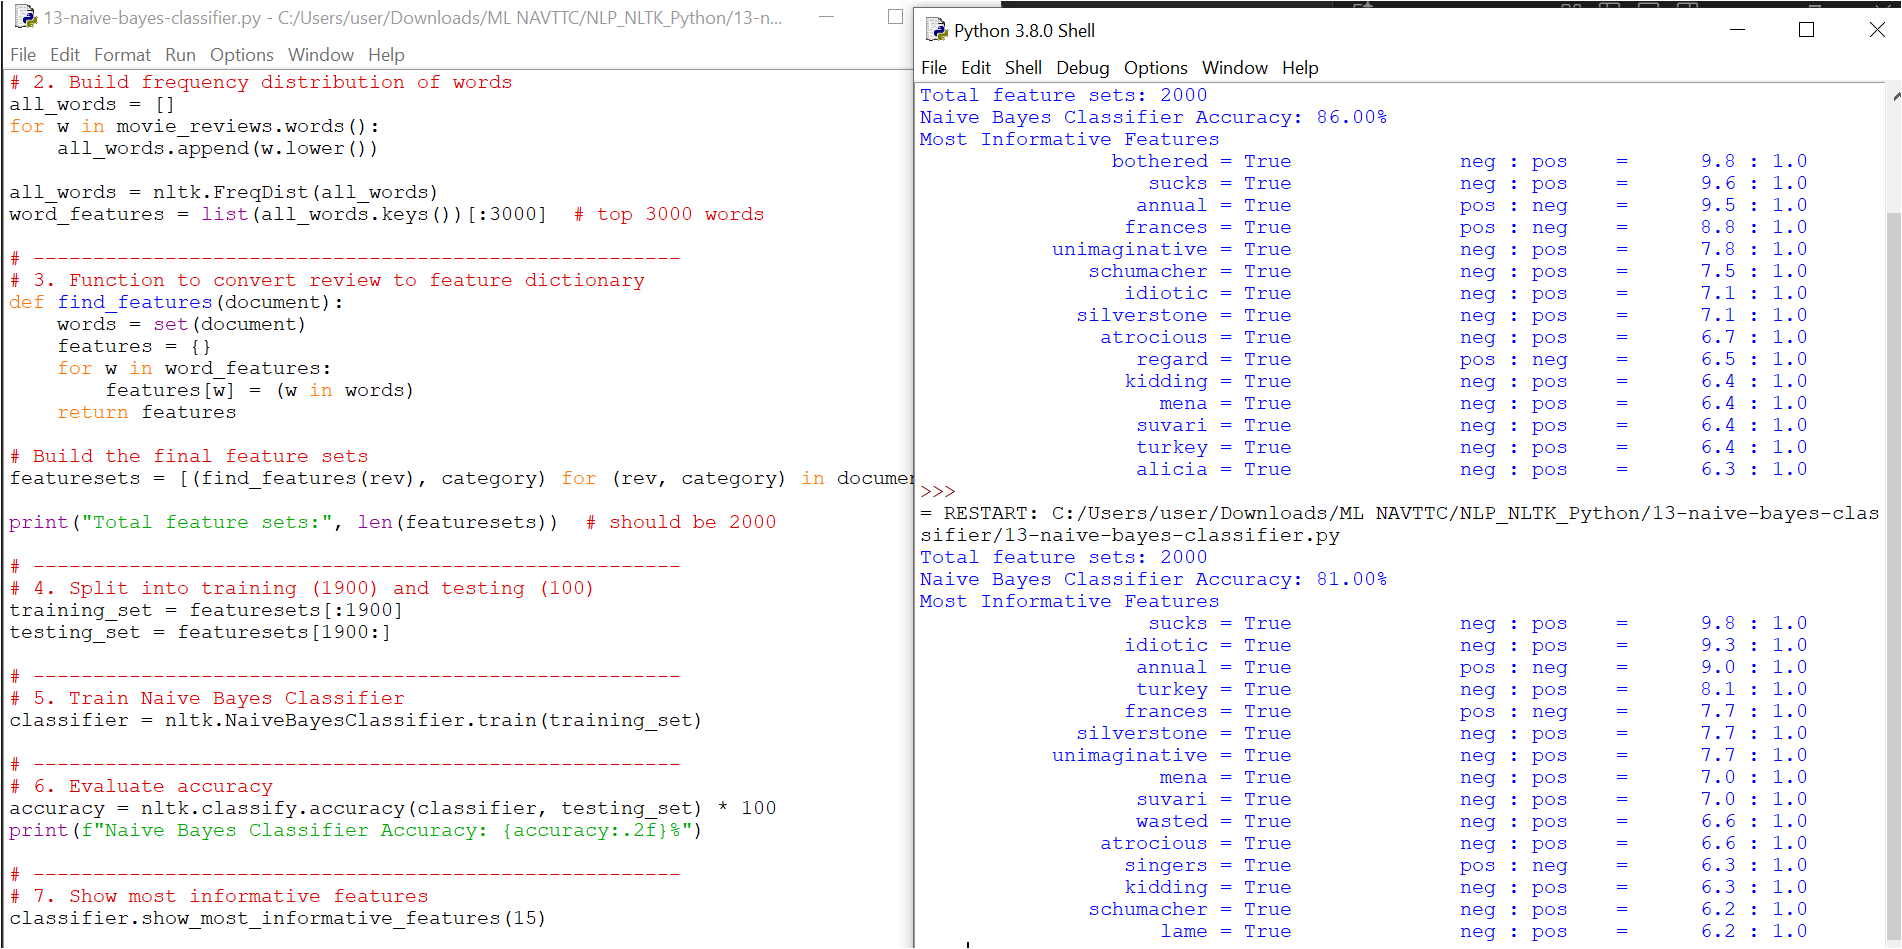 13-naive-bayes-classifier.py - C:/Users/user/Downloads/ML NAVTTC/NLP_NLTK_Python/13-n...
File Edit Format Run Options Window Help
# 2. Build frequency distribution of words
all_words = []
for w in movie_reviews.words():
    all_words.append(w.lower())
all_words = nltk.FreqDist(all_words)
word_features = list(all_words.keys())[:3000]  # top 3000 words
# ------------------------------------------------------
# 3. Function to convert review to feature dictionary
def find_features(document):
    words = set(document)
    features = {}
    for w in word_features:
        features[w] = (w in words)
    return features
# Build the final feature sets
featuresets = [(find_features(rev), category) for (rev, category) in documen
print("Total feature sets:", len(featuresets))  # should be 2000
# ------------------------------------------------------
# 4. Split into training (1900) and testing (100)
training_set = featuresets[:1900]
testing_set = featuresets[1900:]
# ------------------------------------------------------
# 5. Train Naive Bayes Classifier
classifier = nltk.NaiveBayesClassifier.train(training_set)
# ------------------------------------------------------
# 6. Evaluate accuracy
accuracy = nltk.classify.accuracy(classifier, testing_set) * 100
print(f"Naive Bayes Classifier Accuracy: {accuracy:.2f}%")
# ------------------------------------------------------
# 7. Show most informative features
classifier.show_most_informative_features(15)
Python 3.8.0 Shell
File Edit Shell Debug Options Window Help
Total feature sets: 2000
Naive Bayes Classifier Accuracy: 86.00%
Most Informative Features
bothered = True neg : pos = 9.8 : 1.0
sucks = True neg : pos = 9.6 : 1.0
annual = True pos : neg = 9.5 : 1.0
frances = True pos : neg = 8.8 : 1.0
unimaginative = True neg : pos = 7.8 : 1.0
schumacher = True neg : pos = 7.5 : 1.0
idiotic = True neg : pos = 7.1 : 1.0
silverstone = True neg : pos = 7.1 : 1.0
atrocious = True neg : pos = 6.7 : 1.0
regard = True pos : neg = 6.5 : 1.0
kidding = True neg : pos = 6.4 : 1.0
mena = True neg : pos = 6.4 : 1.0
suvari = True neg : pos = 6.4 : 1.0
turkey = True neg : pos = 6.4 : 1.0
alicia = True neg : pos = 6.3 : 1.0
>>>
= RESTART: C:/Users/user/Downloads/ML NAVTTC/NLP_NLTK_Python/13-naive-bayes-clas
sifier/13-naive-bayes-classifier.py
Total feature sets: 2000
Naive Bayes Classifier Accuracy: 81.00%
Most Informative Features
sucks = True neg : pos = 9.8 : 1.0
idiotic = True neg : pos = 9.3 : 1.0
annual = True pos : neg = 9.0 : 1.0
turkey = True neg : pos = 8.1 : 1.0
frances = True pos : neg = 7.7 : 1.0
silverstone = True neg : pos = 7.7 : 1.0
unimaginative = True neg : pos = 7.7 : 1.0
mena = True neg : pos = 7.0 : 1.0
suvari = True neg : pos = 7.0 : 1.0
wasted = True neg : pos = 6.6 : 1.0
atrocious = True neg : pos = 6.6 : 1.0
singers = True pos : neg = 6.3 : 1.0
kidding = True neg : pos = 6.3 : 1.0
schumacher = True neg : pos = 6.2 : 1.0
lame = True neg : pos = 6.2 : 1.0